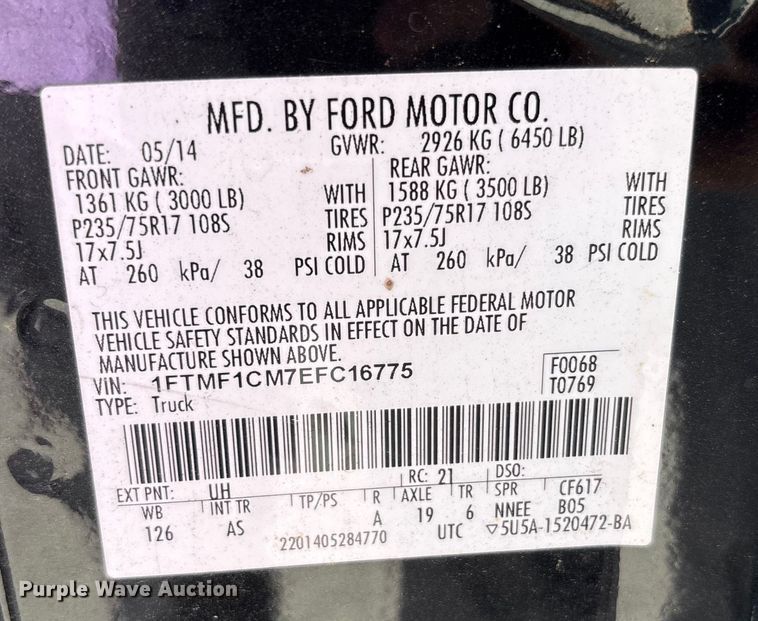 MFD. BY FORD MOTOR CO.
DATE: 05/14 GVWR: 2926 KG ( 6450 LB)
FRONT GAWR: REAR GAWR:
1361 KG ( 3000 LB) WITH 1588 KG ( 3500 LB) WITH
P235/75R17 108S TIRES P235/75R17 108S TIRES
17x7.5J RIMS 17x7.5J RIMS
AT 260 kPa/ 38 PSI COLD AT 260 kPa/ 38 PSI COLD
THIS VEHICLE CONFORMS TO ALL APPLICABLE FEDERAL MOTOR
VEHICLE SAFETY STANDARDS IN EFFECT ON THE DATE OF
MANUFACTURE SHOWN ABOVE.
VIN: 1FTMF1CM7EFC16775 F0068
TYPE: Truck T0769
EXT PNT: UH RC: 21 DSO:
WB INT TR TP/PS R AXLE TR SPR CF617
126 AS A 19 6 NNEE B05
2201405284770 UTC ▽5U5A-1520472-BA
Purple Wave Auction